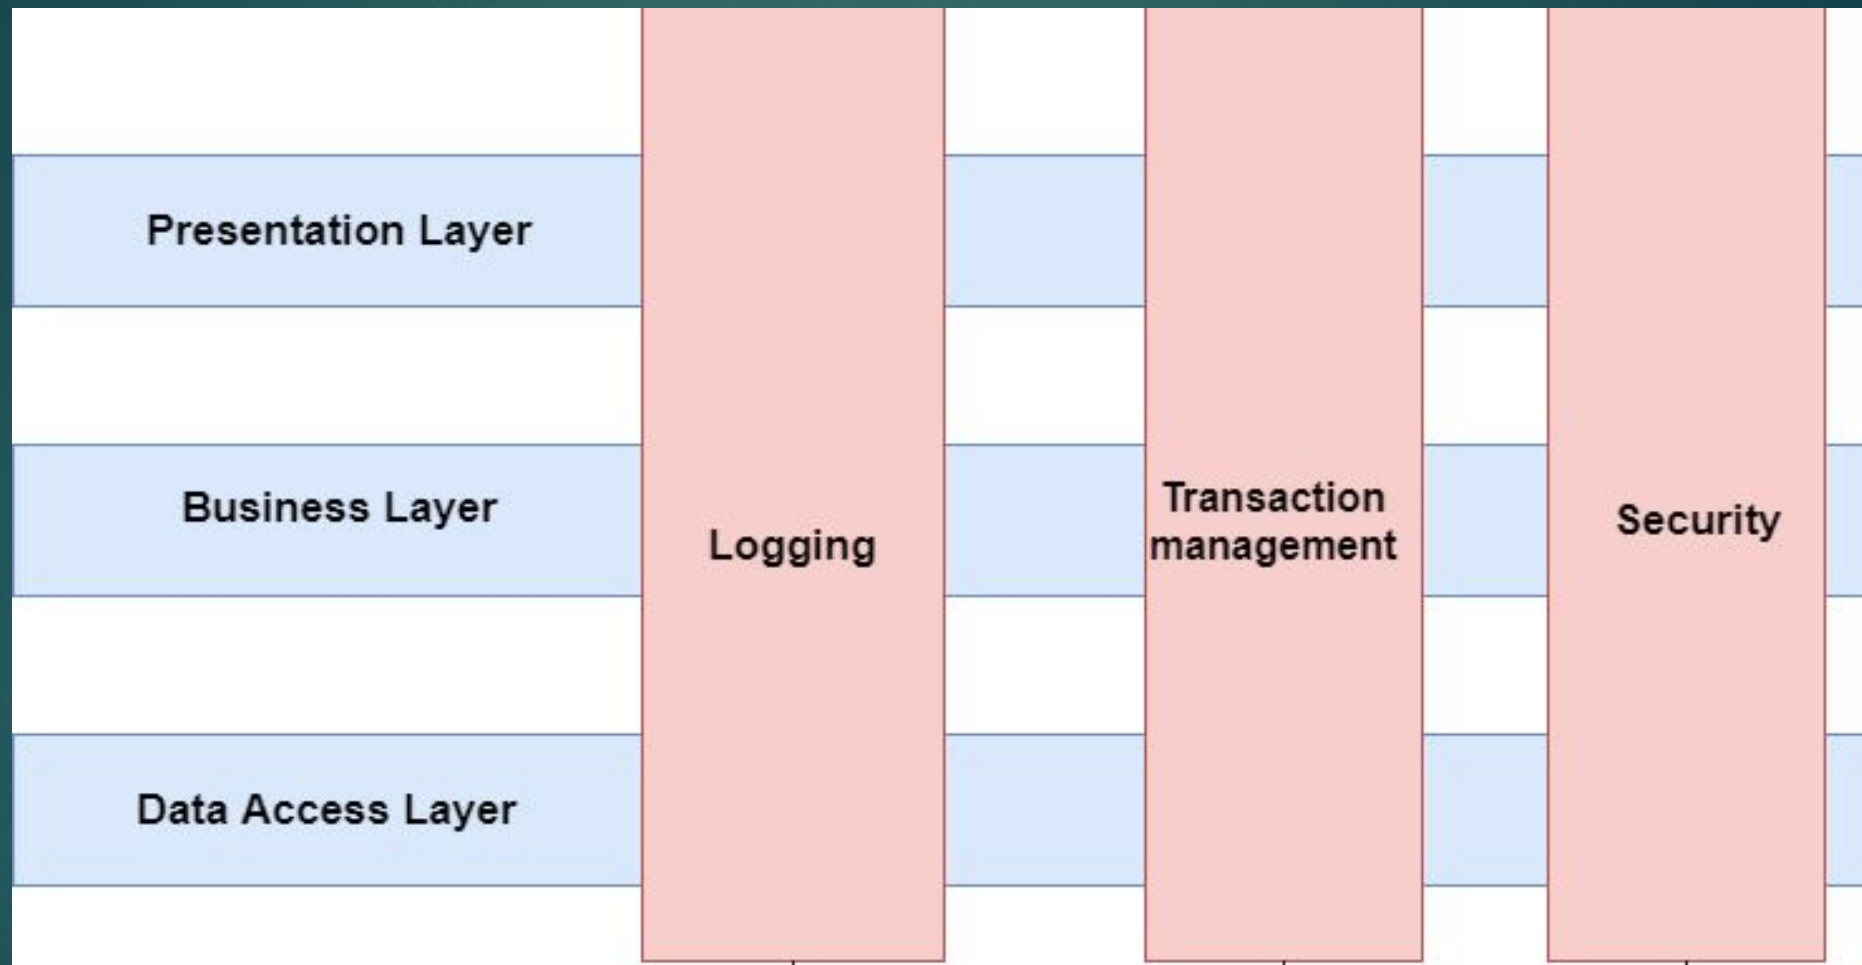 Presentation Layer
Business Layer
Logging
Transaction
management
Security
Data Access Layer